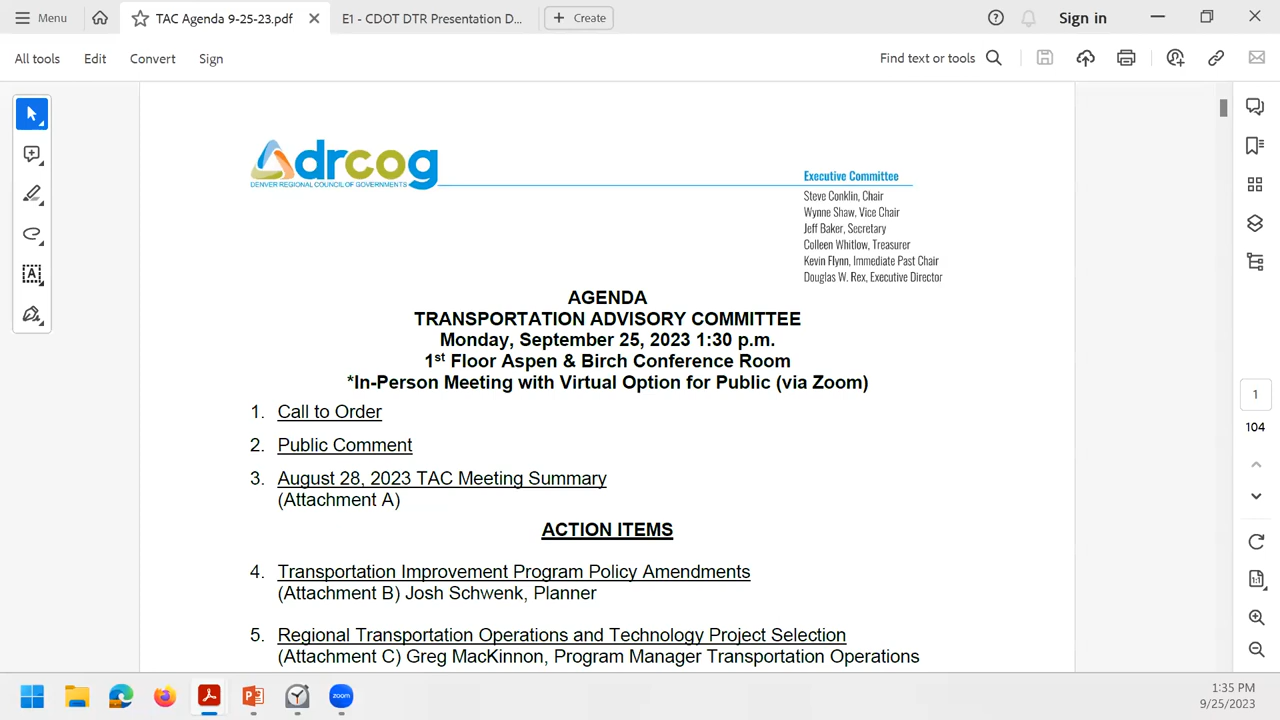 Menu
TAC Agenda 9-25-23.pdf
E1 - CDOT DTR Presentation D...
Create
Sign in
All tools
Edit
Convert
Sign
Find text or tools
drcog
DENVER REGIONAL COUNCIL OF GOVERNMENTS
Executive Committee
Steve Conklin, Chair
Wynne Shaw, Vice Chair
Jeff Baker, Secretary
Colleen Whitlow, Treasurer
Kevin Flynn, Immediate Past Chair
Douglas W. Rex, Executive Director
AGENDA
TRANSPORTATION ADVISORY COMMITTEE
Monday, September 25, 2023 1:30 p.m.
1st Floor Aspen & Birch Conference Room
*In-Person Meeting with Virtual Option for Public (via Zoom)
1. Call to Order
2. Public Comment
3. August 28, 2023 TAC Meeting Summary
(Attachment A)
ACTION ITEMS
4. Transportation Improvement Program Policy Amendments
(Attachment B) Josh Schwenk, Planner
5. Regional Transportation Operations and Technology Project Selection
(Attachment C) Greg MacKinnon, Program Manager Transportation Operations
1
104
1:1
zoom
1:35 PM
9/25/2023